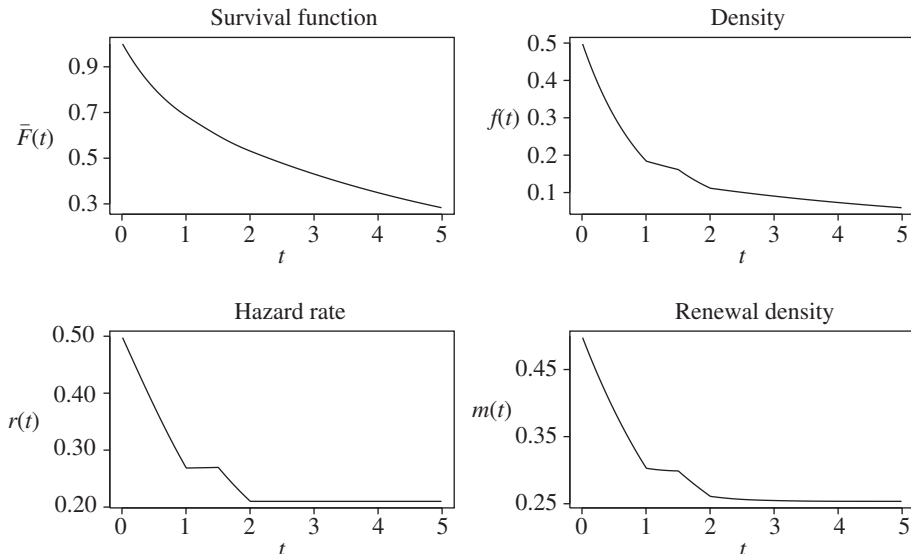 Survival function
0.9
0.7
F̄(t)
0.5
0.3
0 1 2 3 4 5
t
Density
0.5
0.4
0.3
f(t)
0.2
0.1
0 1 2 3 4 5
t
Hazard rate
0.50
0.40
r(t)
0.30
0.20
0 1 2 3 4 5
t
Renewal density
0.45
m(t)
0.35
0.25
0 1 2 3 4 5
t